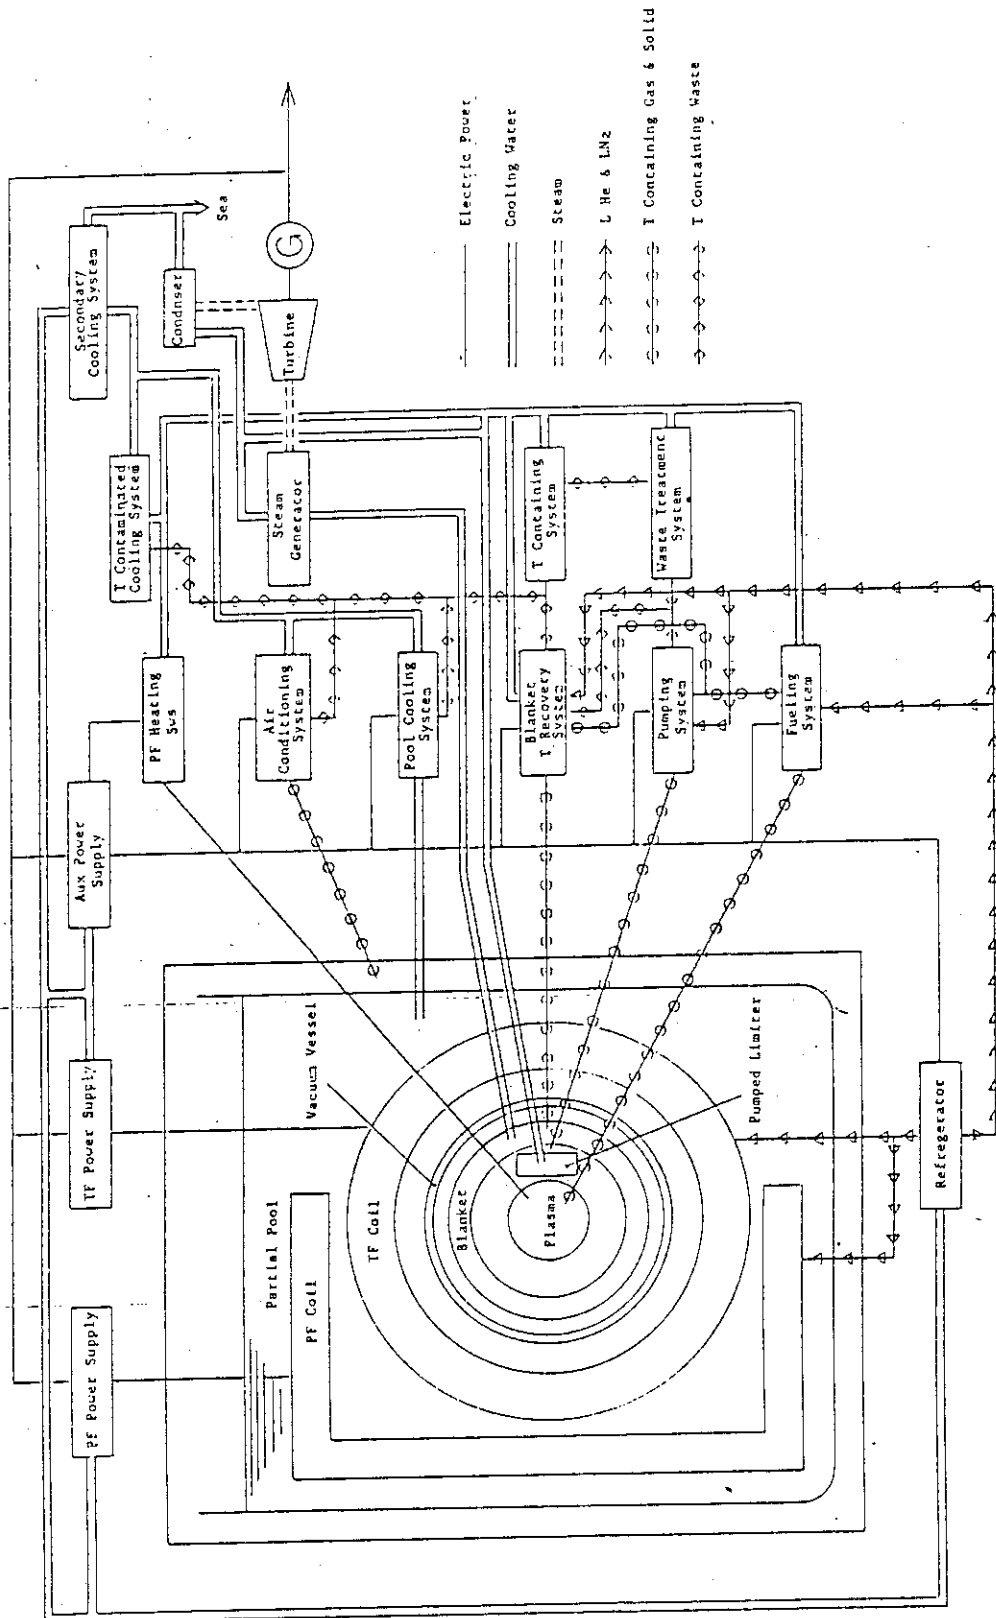 PF Power Supply
TF Power Supply
Aux Power
Supply
PF Heating
Sws
T Contaminated
Cooling System
Secondary
Cooling System
Sea
Condnser
Air
Conditioning
System
Steam
Generator
Turbine
G
Pool Cooling
System
Partial Pool
PF Coil
TF Coil
Vacuum Vessel
Blanket
Plasma
Pumped Limiter
Blanket
T Recovery
System
T Containing
System
Pumping
System
Waste Treatment
System
Fueling
System
Refregerator
Electric Power
Cooling Water
Steam
L He & LN2
T Containing Gas & Solid
T Containing Waste